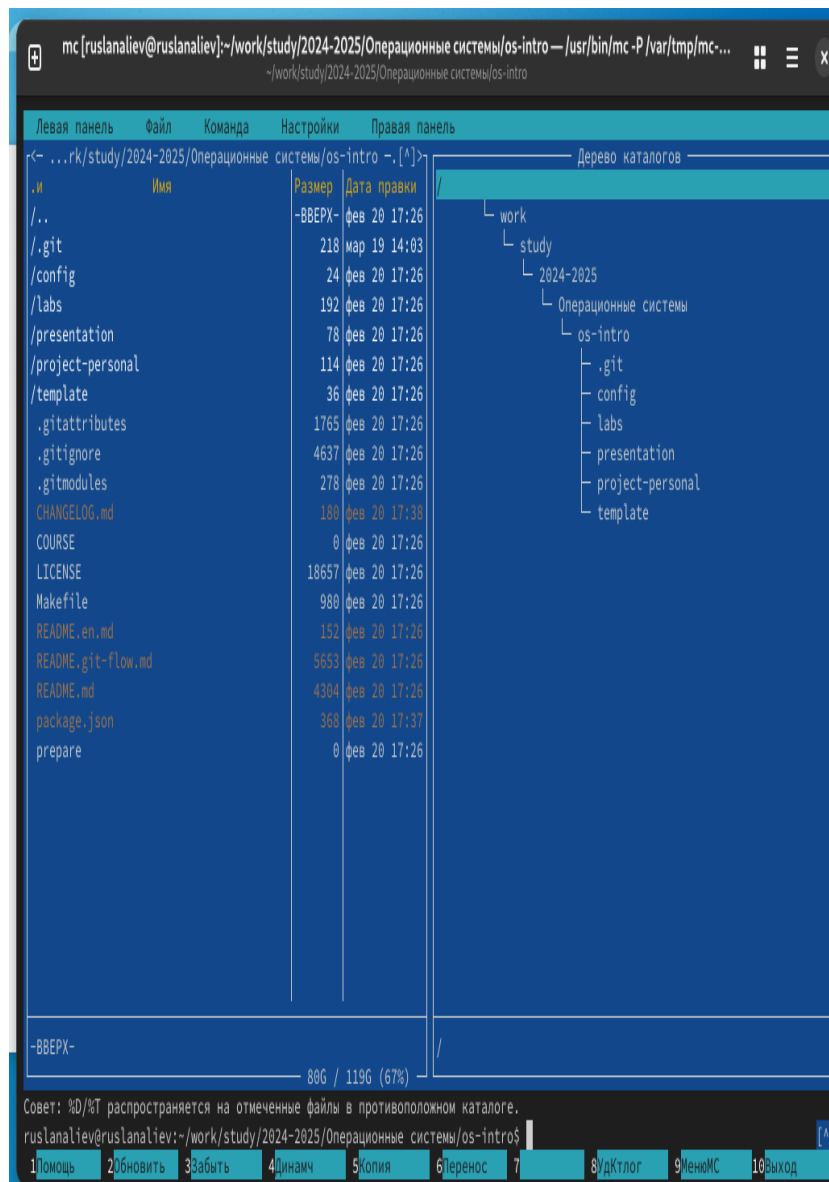 mc [ruslanaliev@ruslanaliev]:~/work/study/2024-2025/Операционные системы/os-intro — /usr/bin/mc -P /var/tmp/mc-...
~/work/study/2024-2025/Операционные системы/os-intro
Левая панель Файл Команда Настройки Правая панель
<- ...rk/study/2024-2025/Операционные системы/os-intro -.[^]> Дерево каталогов
.и Имя Размер Дата правки /
/.. -ВВЕРХ- фев 20 17:26 work
/.git 218 мар 19 14:03 study
/config 24 фев 20 17:26 2024-2025
/labs 192 фев 20 17:26 Операционные системы
/presentation 78 фев 20 17:26 os-intro
/project-personal 114 фев 20 17:26 .git
/template 36 фев 20 17:26 config
.gitattributes 1765 фев 20 17:26 labs
.gitignore 4637 фев 20 17:26 presentation
.gitmodules 278 фев 20 17:26 project-personal
CHANGELOG.md 180 фев 20 17:38 template
COURSE 0 фев 20 17:26
LICENSE 18657 фев 20 17:26
Makefile 980 фев 20 17:26
README.en.md 152 фев 20 17:26
README.git-flow.md 5653 фев 20 17:26
README.md 4304 фев 20 17:26
package.json 368 фев 20 17:37
prepare 0 фев 20 17:26
-ВВЕРХ- /
80G / 119G (67%)
Совет: %D/%T распространяется на отмеченные файлы в противоположном каталоге.
ruslanaliev@ruslanaliev:~/work/study/2024-2025/Операционные системы/os-intro$ [^
1Помощь 2Обновить 3Забыть 4Динамч 5Копия 6Перенос 7 8УдКтлог 9МенюMC 10Выход